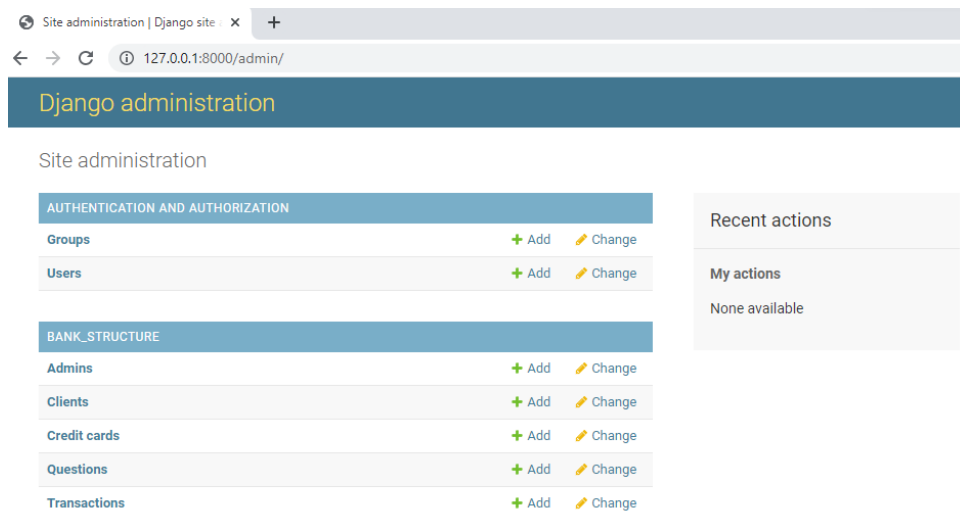 Site administration | Django site
127.0.0.1:8000/admin/
Django administration
Site administration
AUTHENTICATION AND AUTHORIZATION
Groups Add Change
Users Add Change
BANK_STRUCTURE
Admins Add Change
Clients Add Change
Credit cards Add Change
Questions Add Change
Transactions Add Change
Recent actions
My actions
None available